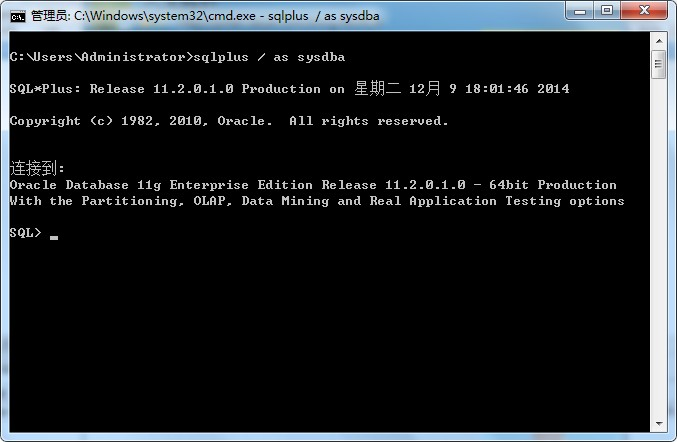 管理员: C:\Windows\system32\cmd.exe - sqlplus / as sysdba
C:\Users\Administrator>sqlplus / as sysdba
SQL*Plus: Release 11.2.0.1.0 Production on 星期二 12月 9 18:01:46 2014
Copyright (c) 1982, 2010, Oracle.  All rights reserved.
连接到:
Oracle Database 11g Enterprise Edition Release 11.2.0.1.0 - 64bit Production
With the Partitioning, OLAP, Data Mining and Real Application Testing options
SQL> _